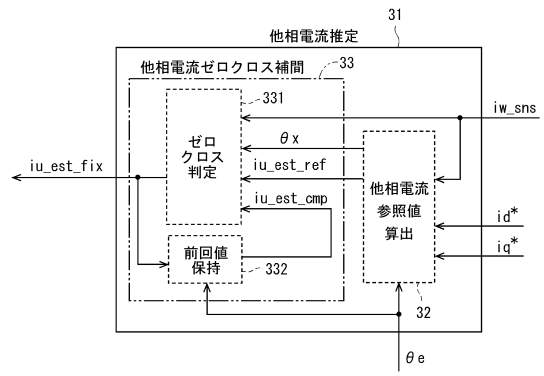 31
他相電流推定
他相電流ゼロクロス補間
33
331
iw_sns
ゼロ
クロス
判定
θx
iu_est_fix
iu_est_ref
他相電流
参照値
算出
iu_est_cmp
id*
iq*
前回値
保持
332
32
θe